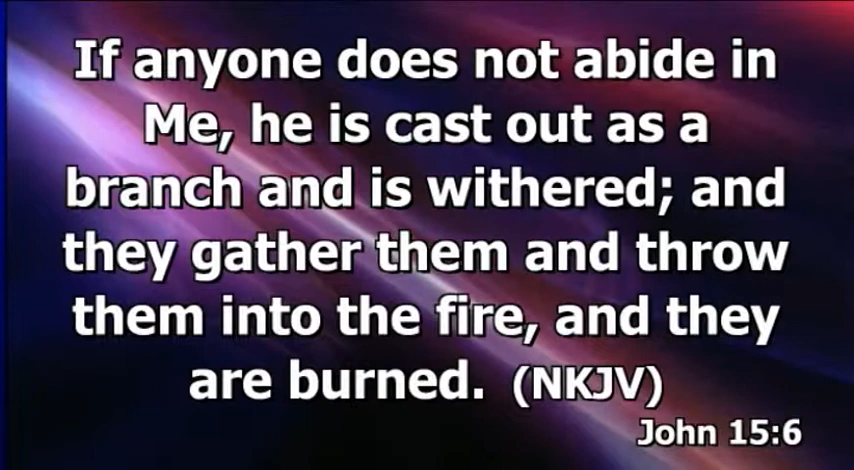 If anyone does not abide in
Me, he is cast out as a
branch and is withered; and
they gather them and throw
them into the fire, and they
are burned. (NKJV)
John 15:6